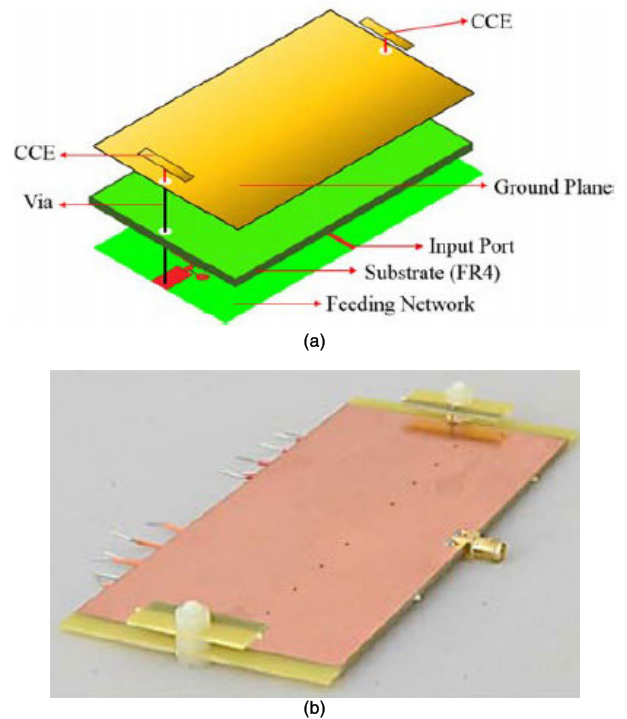 CCE
CCE
Via
Ground Plane
Input Port
Substrate (FR4)
Feeding Network
(a)
(b)